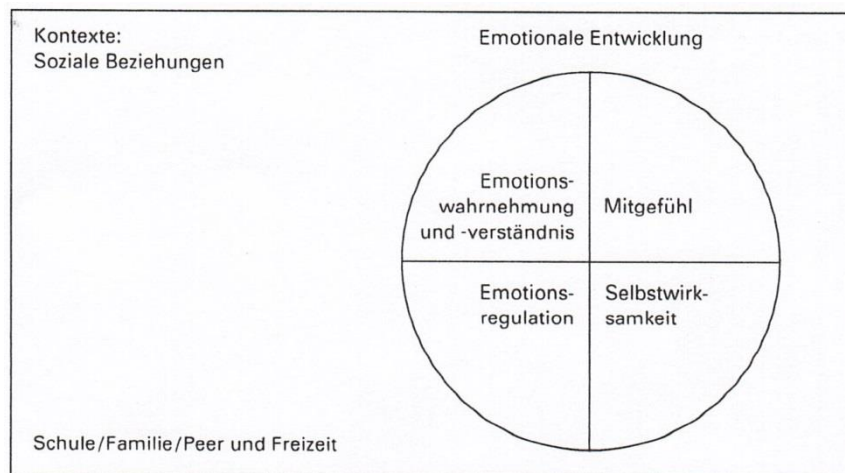 Kontexte:
Soziale Beziehungen
Emotionale Entwicklung
Emotions-
wahrnehmung
und -verständnis
Mitgefühl
Emotions-
regulation
Selbstwirk-
samkeit
Schule/Familie/Peer und Freizeit